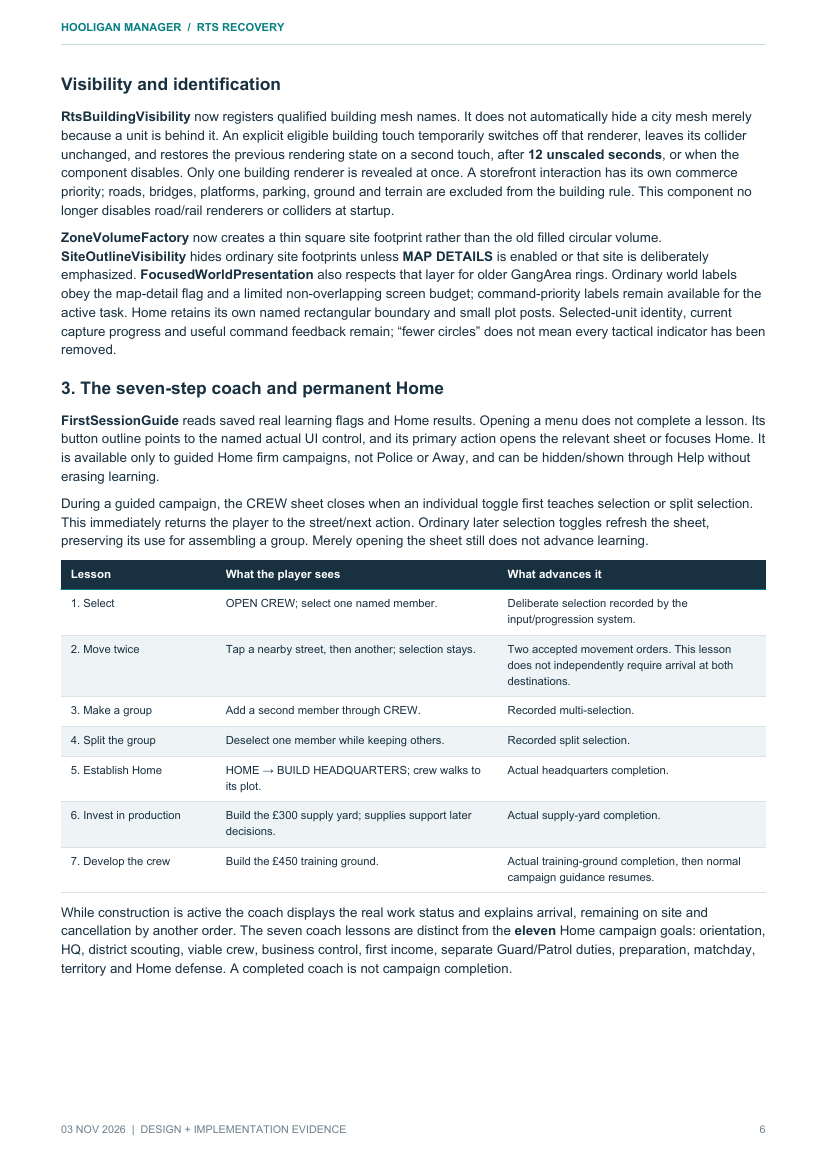 HOOLIGAN MANAGER / RTS RECOVERY
Visibility and identification
RtsBuildingVisibility now registers qualified building mesh names. It does not automatically hide a city mesh merely
because a unit is behind it. An explicit eligible building touch temporarily switches off that renderer, leaves its collider
unchanged, and restores the previous rendering state on a second touch, after 12 unscaled seconds, or when the
component disables. Only one building renderer is revealed at once. A storefront interaction has its own commerce
priority; roads, bridges, platforms, parking, ground and terrain are excluded from the building rule. This component no
longer disables road/rail renderers or colliders at startup.
ZoneVolumeFactory now creates a thin square site footprint rather than the old filled circular volume.
SiteOutlineVisibility hides ordinary site footprints unless MAP DETAILS is enabled or that site is deliberately
emphasized. FocusedWorldPresentation also respects that layer for older GangArea rings. Ordinary world labels
obey the map-detail flag and a limited non-overlapping screen budget; command-priority labels remain available for the
active task. Home retains its own named rectangular boundary and small plot posts. Selected-unit identity, current
capture progress and useful command feedback remain; “fewer circles” does not mean every tactical indicator has been
removed.
3. The seven-step coach and permanent Home
FirstSessionGuide reads saved real learning flags and Home results. Opening a menu does not complete a lesson. Its
button outline points to the named actual UI control, and its primary action opens the relevant sheet or focuses Home. It
is available only to guided Home firm campaigns, not Police or Away, and can be hidden/shown through Help without
erasing learning.
During a guided campaign, the CREW sheet closes when an individual toggle first teaches selection or split selection.
This immediately returns the player to the street/next action. Ordinary later selection toggles refresh the sheet,
preserving its use for assembling a group. Merely opening the sheet still does not advance learning.
Lesson What the player sees What advances it
1. Select OPEN CREW; select one named member. Deliberate selection recorded by the
input/progression system.
2. Move twice Tap a nearby street, then another; selection stays. Two accepted movement orders. This lesson
does not independently require arrival at both
destinations.
3. Make a group Add a second member through CREW. Recorded multi-selection.
4. Split the group Deselect one member while keeping others. Recorded split selection.
5. Establish Home HOME → BUILD HEADQUARTERS; crew walks to Actual headquarters completion.
its plot.
6. Invest in production Build the £300 supply yard; supplies support later Actual supply-yard completion.
decisions.
7. Develop the crew Build the £450 training ground. Actual training-ground completion, then normal
campaign guidance resumes.
While construction is active the coach displays the real work status and explains arrival, remaining on site and
cancellation by another order. The seven coach lessons are distinct from the eleven Home campaign goals: orientation,
HQ, district scouting, viable crew, business control, first income, separate Guard/Patrol duties, preparation, matchday,
territory and Home defense. A completed coach is not campaign completion.
03 NOV 2026 | DESIGN + IMPLEMENTATION EVIDENCE 6